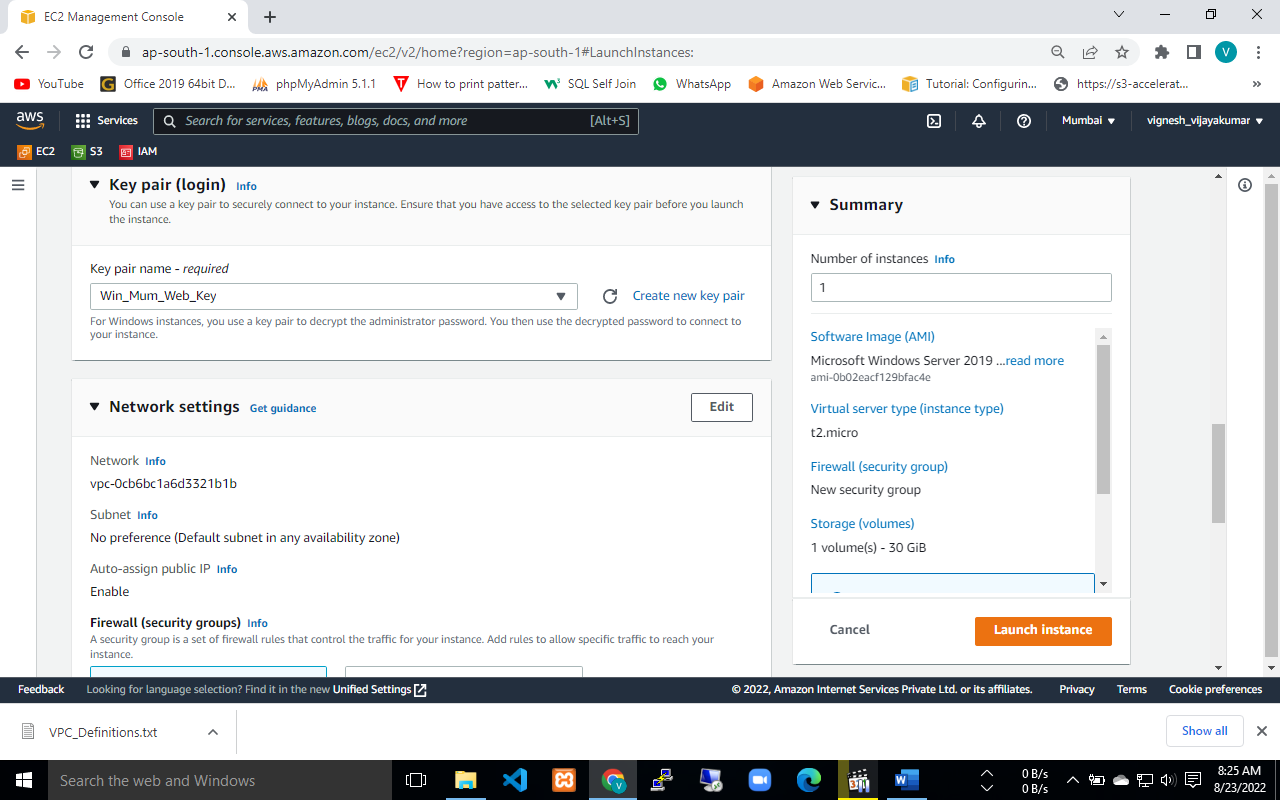 EC2 Management Console
ap-south-1.console.aws.amazon.com/ec2/v2/home?region=ap-south-1#LaunchInstances:
V
YouTube
Office 2019 64bit D...
phpMyAdmin 5.1.1
How to print patter...
SQL Self Join
WhatsApp
Amazon Web Servic...
Tutorial: Configurin...
https://s3-accelerat...
»
aws
Services
Search for services, features, blogs, docs, and more
[Alt+S]
Mumbai
vignesh_vijayakumar
EC2
S3
IAM
Key pair (login) Info
You can use a key pair to securely connect to your instance. Ensure that you have access to the selected key pair before you launch
the instance.
Key pair name - required
Win_Mum_Web_Key
Create new key pair
For Windows instances, you use a key pair to decrypt the administrator password. You then use the decrypted password to connect to
your instance.
Network settings Get guidance
Edit
Network Info
vpc-0cb6bc1a6d3321b1b
Subnet Info
No preference (Default subnet in any availability zone)
Auto-assign public IP Info
Enable
Firewall (security groups) Info
A security group is a set of firewall rules that control the traffic for your instance. Add rules to allow specific traffic to reach your
instance.
Summary
Number of instances Info
1
Software Image (AMI)
Microsoft Windows Server 2019 ...read more
ami-0b02eacf129bfac4e
Virtual server type (instance type)
t2.micro
Firewall (security group)
New security group
Storage (volumes)
1 volume(s) - 30 GiB
Cancel
Launch instance
Feedback
Looking for language selection? Find it in the new Unified Settings
© 2022, Amazon Internet Services Private Ltd. or its affiliates.
Privacy
Terms
Cookie preferences
VPC_Definitions.txt
Show all
Search the web and Windows
0 B/s
0 B/s
8:25 AM
8/23/2022